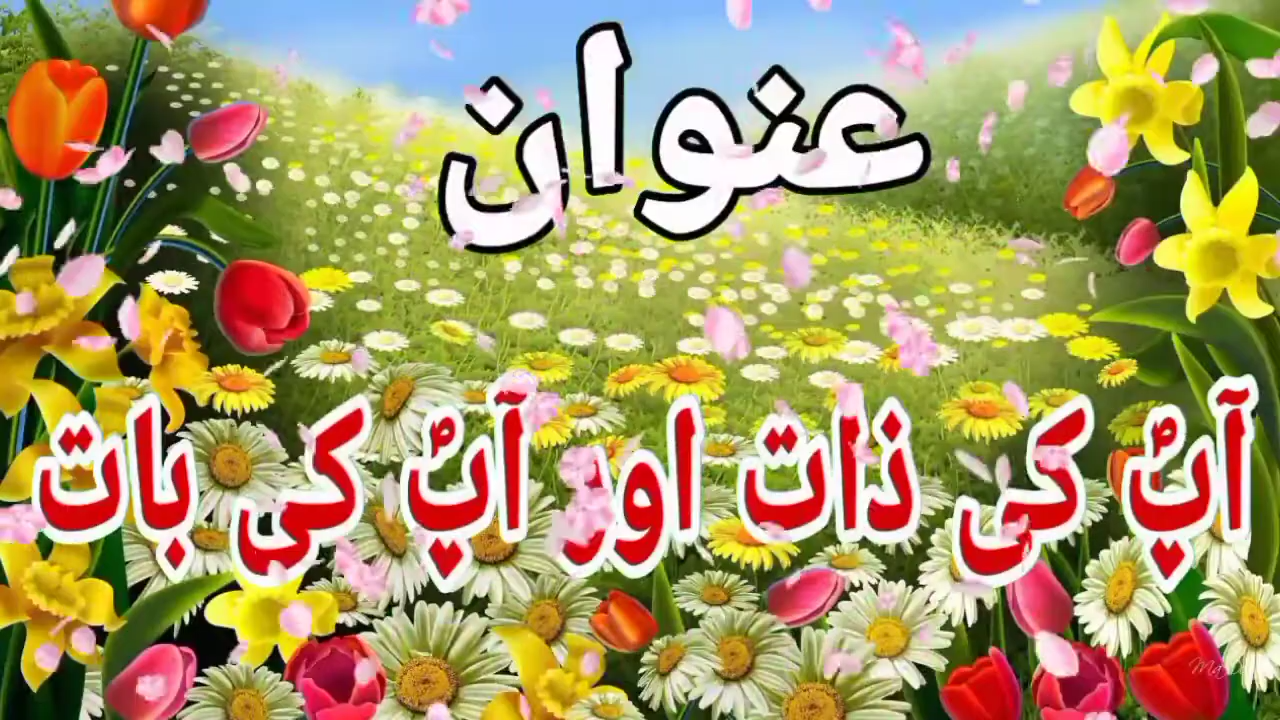 عنوان
آپؐ کی ذات اور آپؐ کی بات